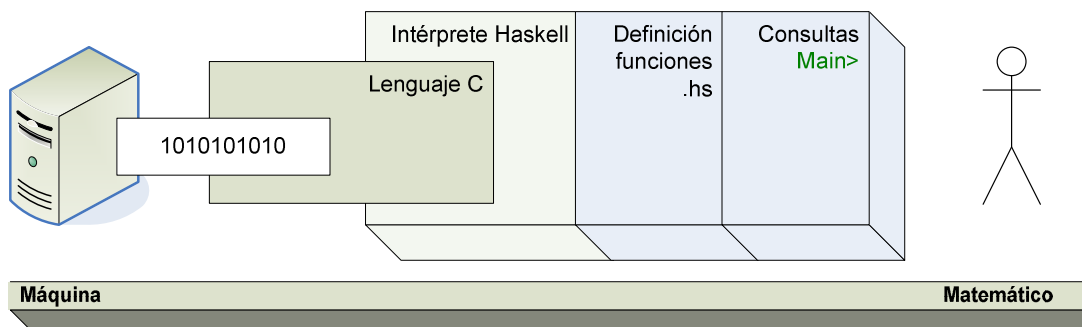 Intérprete Haskell
Definición
funciones
.hs
Consultas
Main>
Lenguaje C
1010101010
Máquina
Matemático